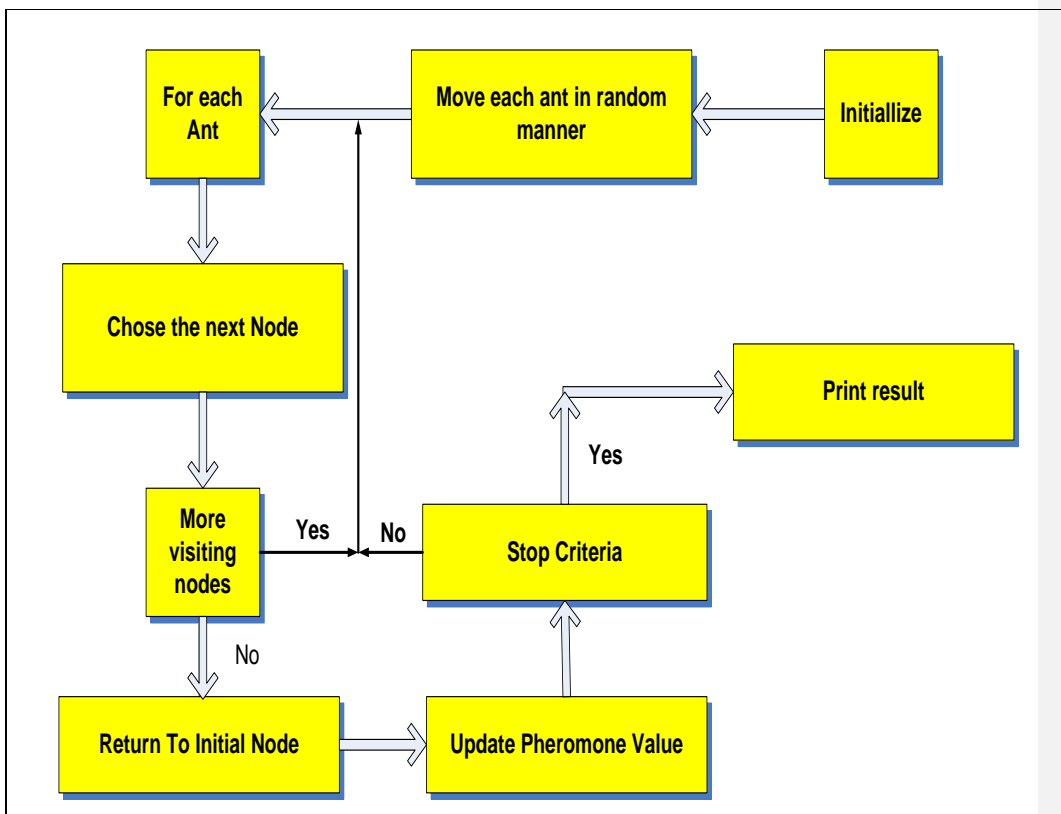 For each
Ant
Move each ant in random
manner
Initiallize
Chose the next Node
Print result
Yes
More
visiting
nodes
Yes
No
Stop Criteria
No
Return To Initial Node
Update Pheromone Value